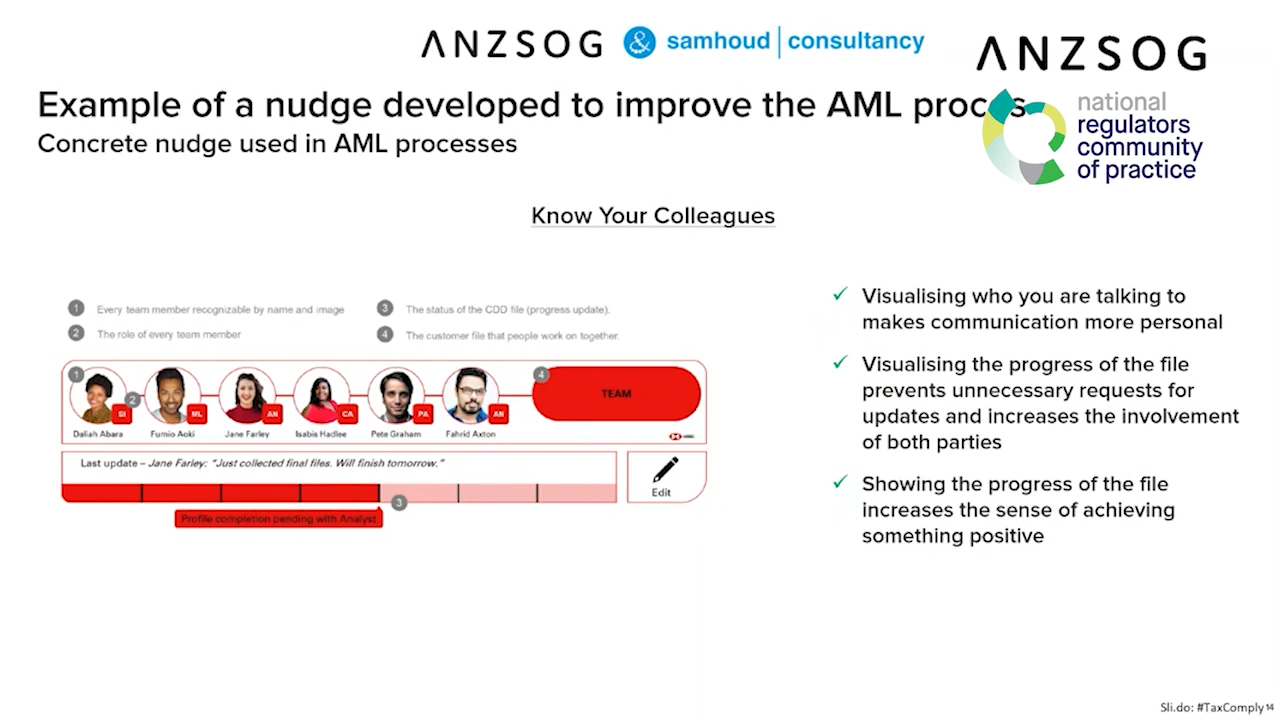 ANZSOG & samhoud | consultancy
ANZSOG
national
regulators
community
of practice
Example of a nudge developed to improve the AML proces
Concrete nudge used in AML processes
Know Your Colleagues
1 Every team member recognizable by name and image
2 The role of every team member
3 The status of the CDD file (progress update).
4 The customer file that people work on together.
1
2
4
SI
ML
AN
CA
PA
AN
TEAM
Daliah Abara
Fumio Aoki
Jane Farley
Isabis Hadlee
Pete Graham
Fahrid Axton
Last update – Jane Farley: “Just collected final files. Will finish tomorrow.”
Edit
3
Profile completion pending with Analyst
✓ Visualising who you are talking to
makes communication more personal
✓ Visualising the progress of the file
prevents unnecessary requests for
updates and increases the involvement
of both parties
✓ Showing the progress of the file
increases the sense of achieving
something positive
Sli.do: #TaxComply 14